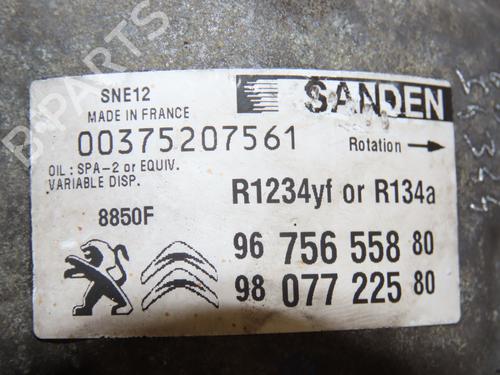 B-PARTS
SNE12
MADE IN FRANCE
SANDEN
00375207561
Rotation
OIL : SPA-2 or EQUIV.
VARIABLE DISP.
R1234yf or R134a
8850F
96 756 558 80
98 077 225 80